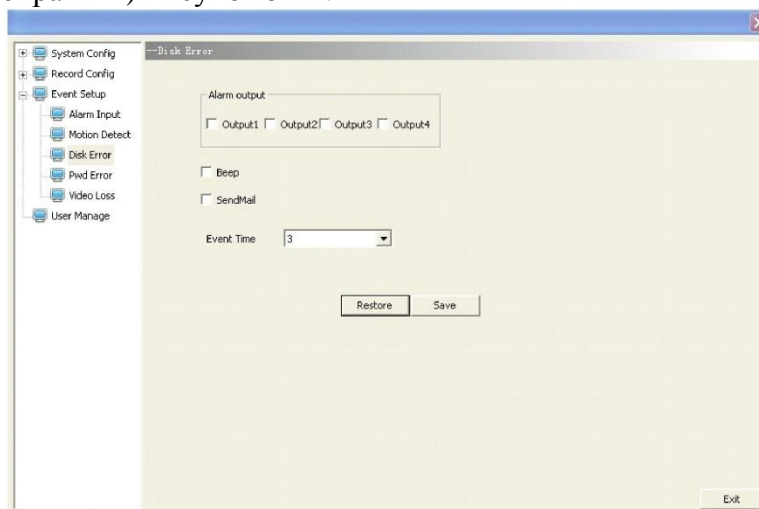 System Config
Record Config
Event Setup
Alarm Input
Motion Detect
Disk Error
Pwd Error
Video Loss
User Manage
--Disk Error
Alarm output
Output1 Output2 Output3 Output4
Beep
SendMail
Event Time 3
Restore Save
Exit